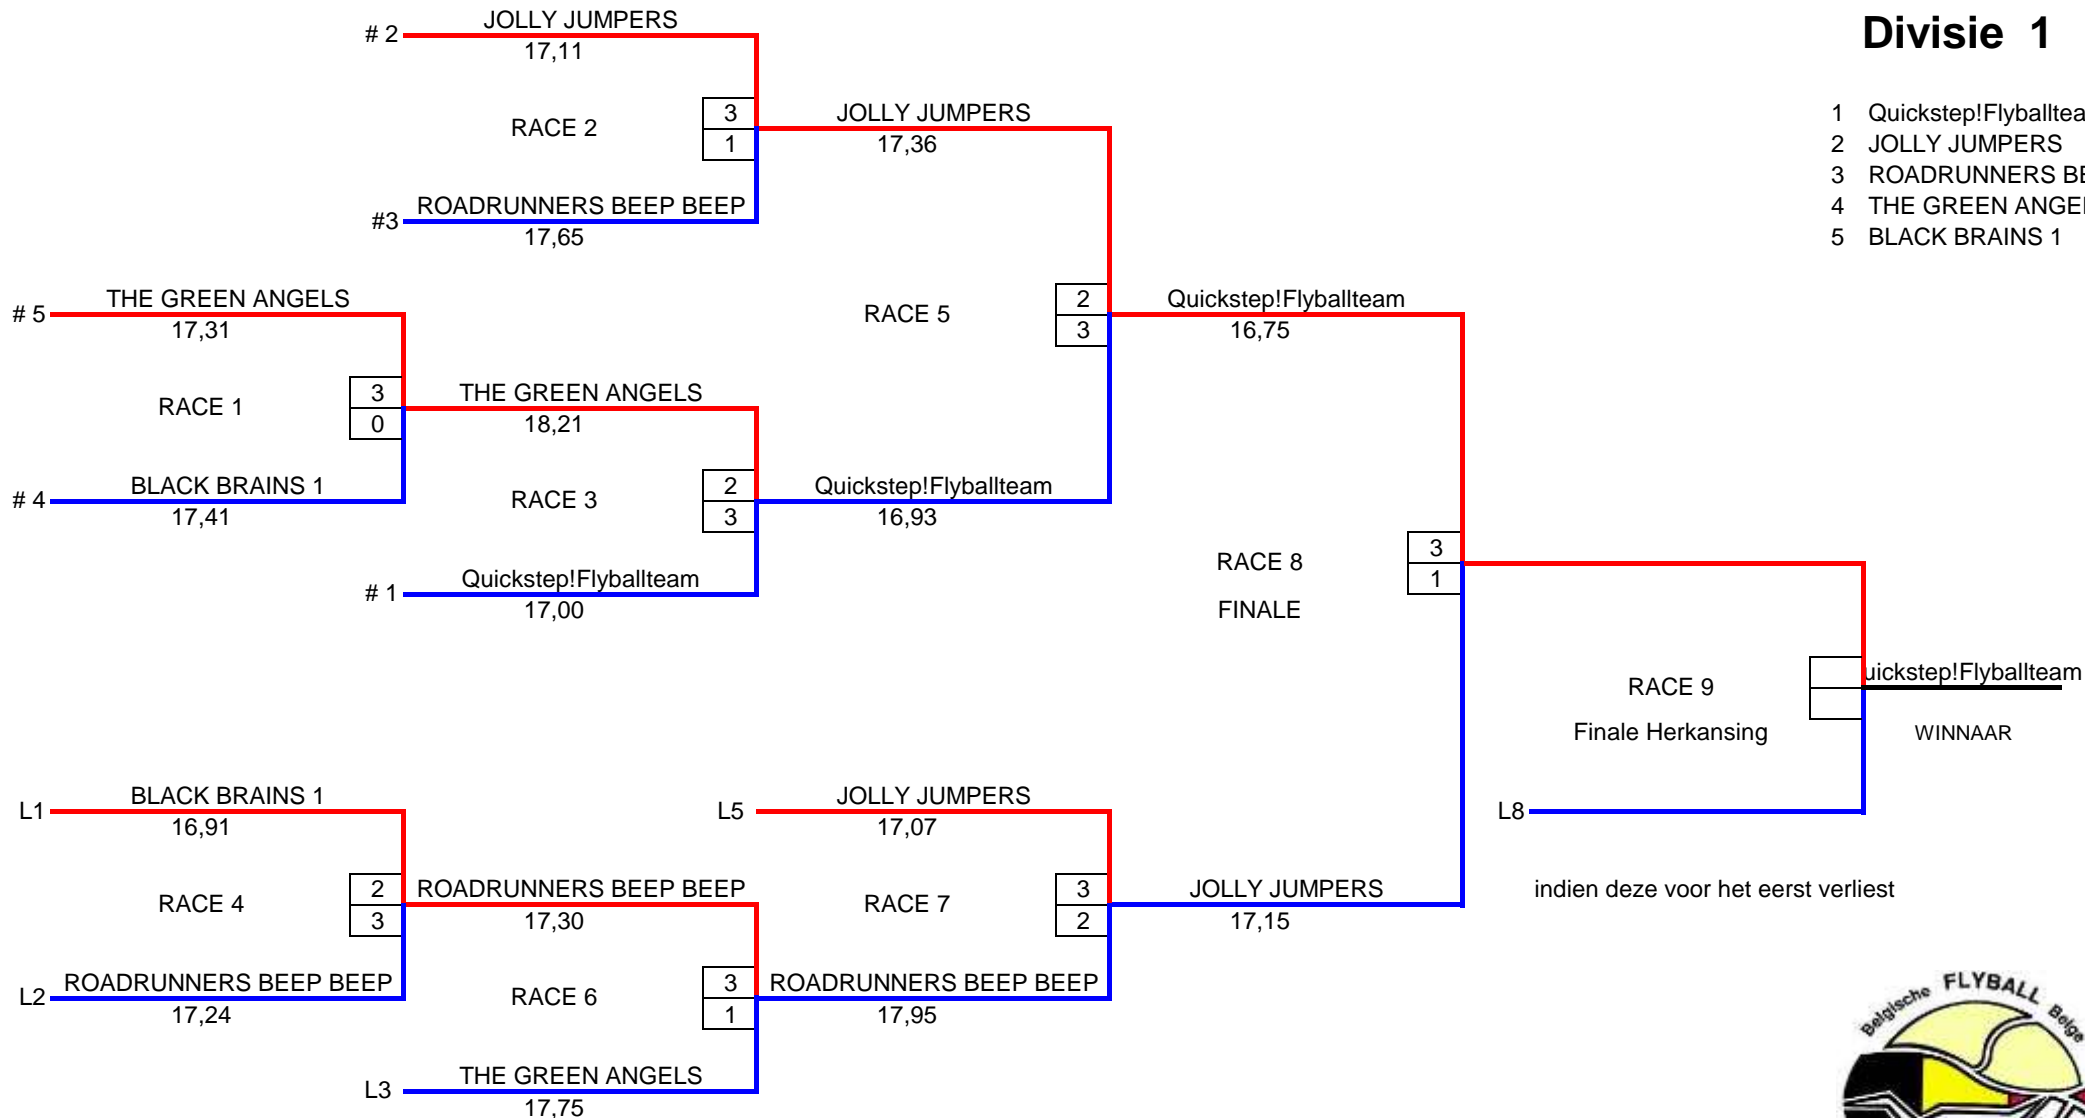 Divisie 1
1 Quickstep!Flyballtea
2 JOLLY JUMPERS
3 ROADRUNNERS BE
4 THE GREEN ANGE
5 BLACK BRAINS 1
# 2 JOLLY JUMPERS
17,11
RACE 2
3
1
JOLLY JUMPERS
17,36
#3 ROADRUNNERS BEEP BEEP
17,65
# 5 THE GREEN ANGELS
17,31
RACE 5
2
3
Quickstep!Flyballteam
16,75
RACE 1
3
0
THE GREEN ANGELS
18,21
# 4 BLACK BRAINS 1
17,41
RACE 3
2
3
Quickstep!Flyballteam
16,93
# 1 Quickstep!Flyballteam
17,00
RACE 8
FINALE
3
1
RACE 9
Finale Herkansing
uickstep!Flyballteam
WINNAAR
L1 BLACK BRAINS 1
16,91
L5 JOLLY JUMPERS
17,07
L8
RACE 4
2
3
ROADRUNNERS BEEP BEEP
17,30
RACE 7
3
2
JOLLY JUMPERS
17,15
indien deze voor het eerst verliest
L2 ROADRUNNERS BEEP BEEP
17,24
RACE 6
3
1
ROADRUNNERS BEEP BEEP
17,95
L3 THE GREEN ANGELS
17,75
Belgische FLYBALL Belge